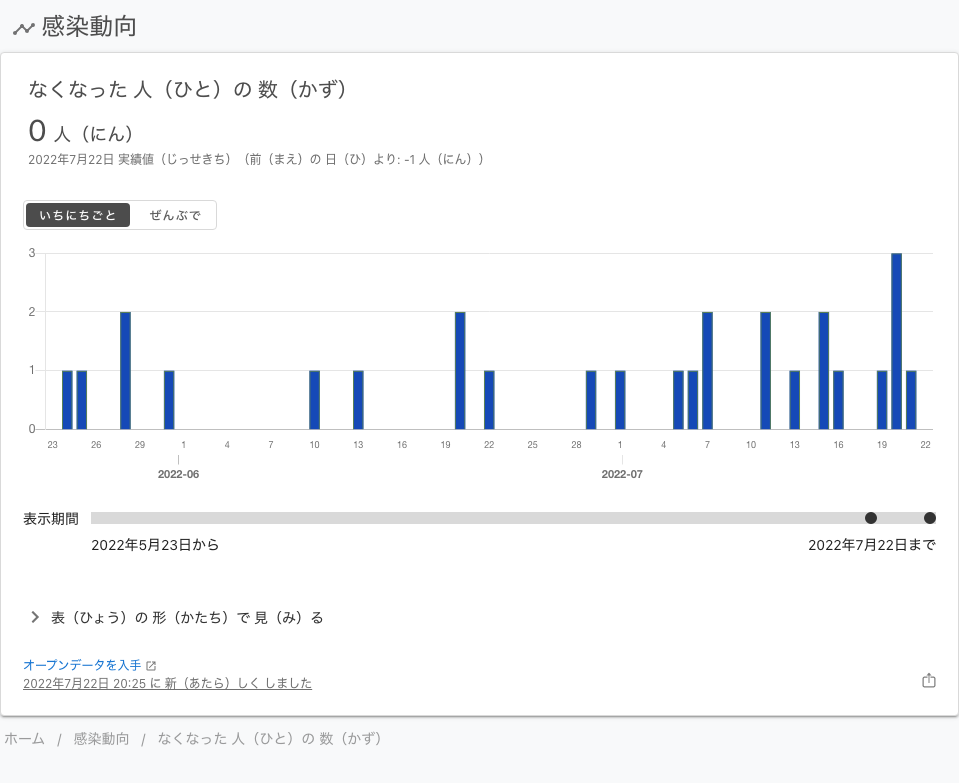 感染動向
なくなった 人（ひと）の 数（かず）
0 人（にん）
2022年7月22日 実績値（じっせきち）（前（まえ）の 日（ひ）より: -1 人（にん））
いちにちごと ぜんぶで
3
2
1
0
23 26 29 1 4 7 10 13 16 19 22 25 28 1 4 7 10 13 16 19 22
2022-06 2022-07
表示期間
2022年5月23日から 2022年7月22日まで
表（ひょう）の 形（かたち）で 見（み）る
オープンデータを入手
2022年7月22日 20:25 に 新（あたら）しく しました
ホーム / 感染動向 / なくなった 人（ひと）の 数（かず）